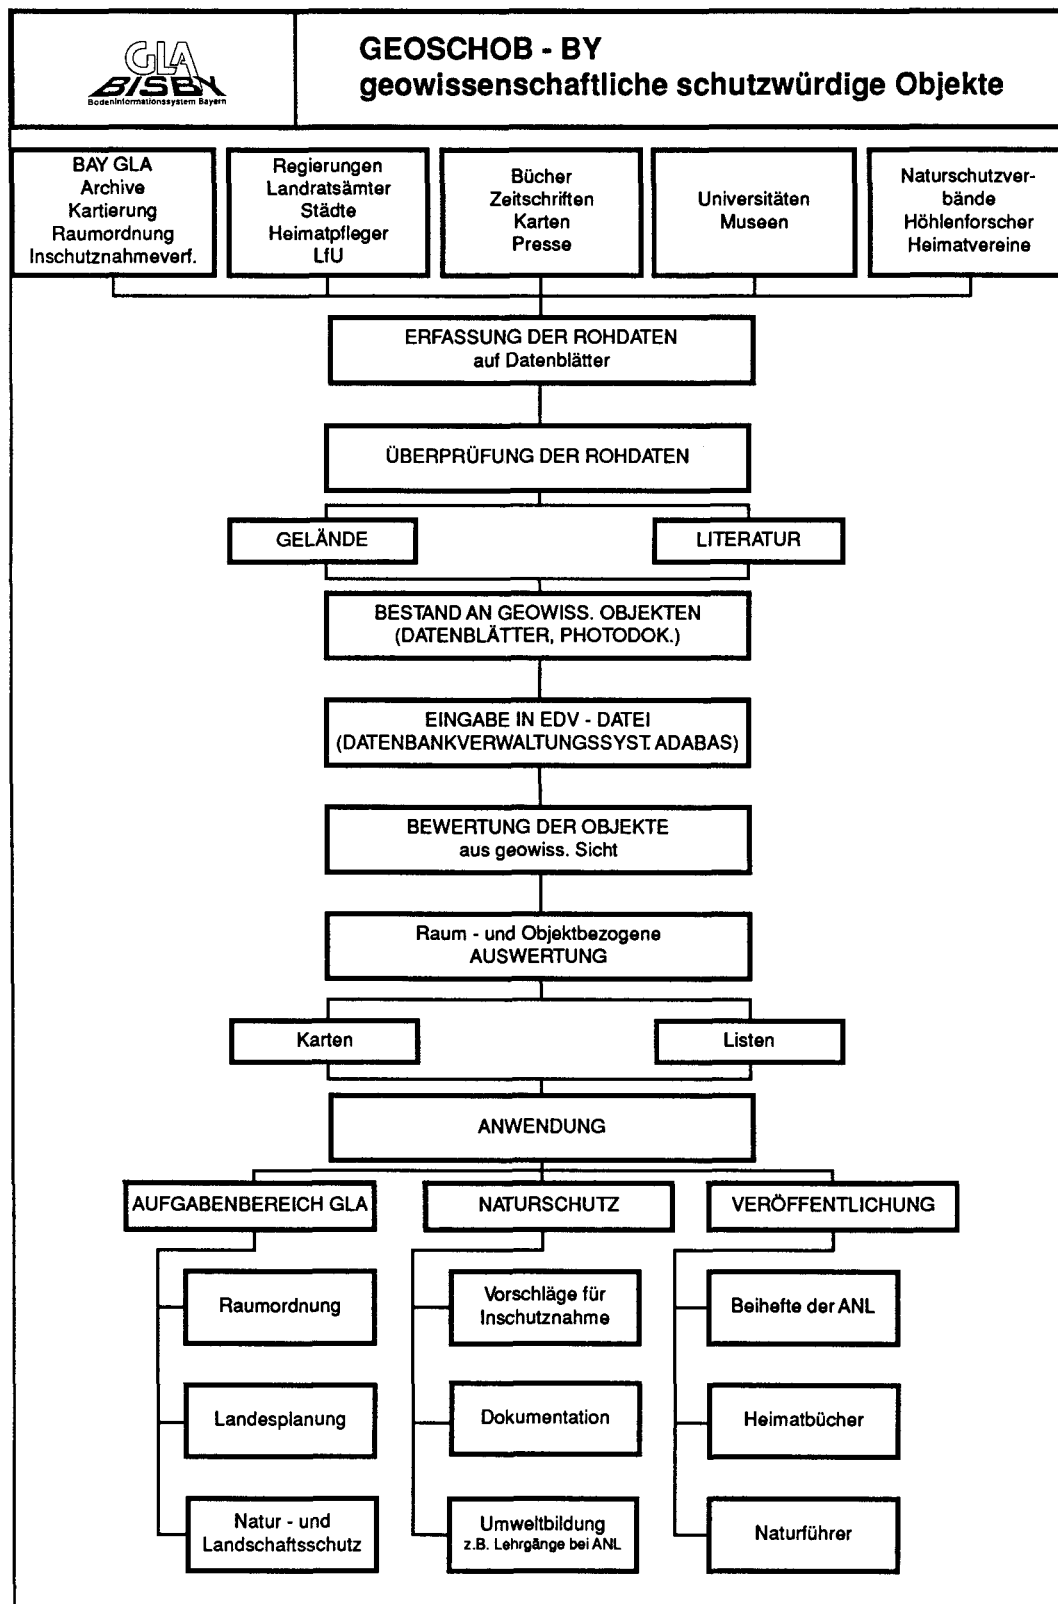 GLA
BISBY
Bodeninformationssystem Bayern
GEOSCHOB - BY
geowissenschaftliche schutzwürdige Objekte
BAY GLA
Archive
Kartierung
Raumordnung
Inschutznahmeverf.
Regierungen
Landratsämter
Städte
Heimatpfleger
LfU
Bücher
Zeitschriften
Karten
Presse
Universitäten
Museen
Naturschutzver-
bände
Höhlenforscher
Heimatvereine
ERFASSUNG DER ROHDATEN
auf Datenblätter
ÜBERPRÜFUNG DER ROHDATEN
GELÄNDE
LITERATUR
BESTAND AN GEOWISS. OBJEKTEN
(DATENBLÄTTER, PHOTODOK.)
EINGABE IN EDV - DATEI
(DATENBANKVERWALTUNGSSYST. ADABAS)
BEWERTUNG DER OBJEKTE
aus geowiss. Sicht
Raum - und Objektbezogene
AUSWERTUNG
Karten
Listen
ANWENDUNG
AUFGABENBEREICH GLA
NATURSCHUTZ
VERÖFFENTLICHUNG
Raumordnung
Vorschläge für
Inschutznahme
Beihefte der ANL
Landesplanung
Dokumentation
Heimatbücher
Natur - und
Landschaftsschutz
Umweltbildung
z.B. Lehrgänge bei ANL
Naturführer